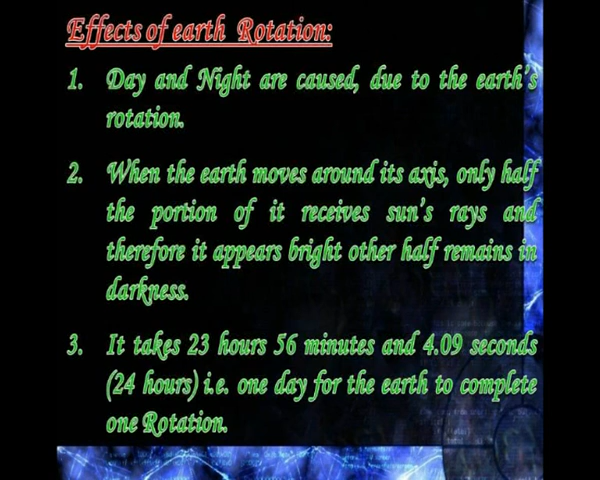 Effects of earth Rotation:
1. Day and Night are caused, due to the earth's
rotation.
2. When the earth moves around its axis, only half
the portion of it receives sun's rays and
therefore it appears bright other half remains in
darkness.
3. It takes 23 hours 56 minutes and 4.09 seconds
(24 hours) i.e. one day for the earth to complete
one Rotation.